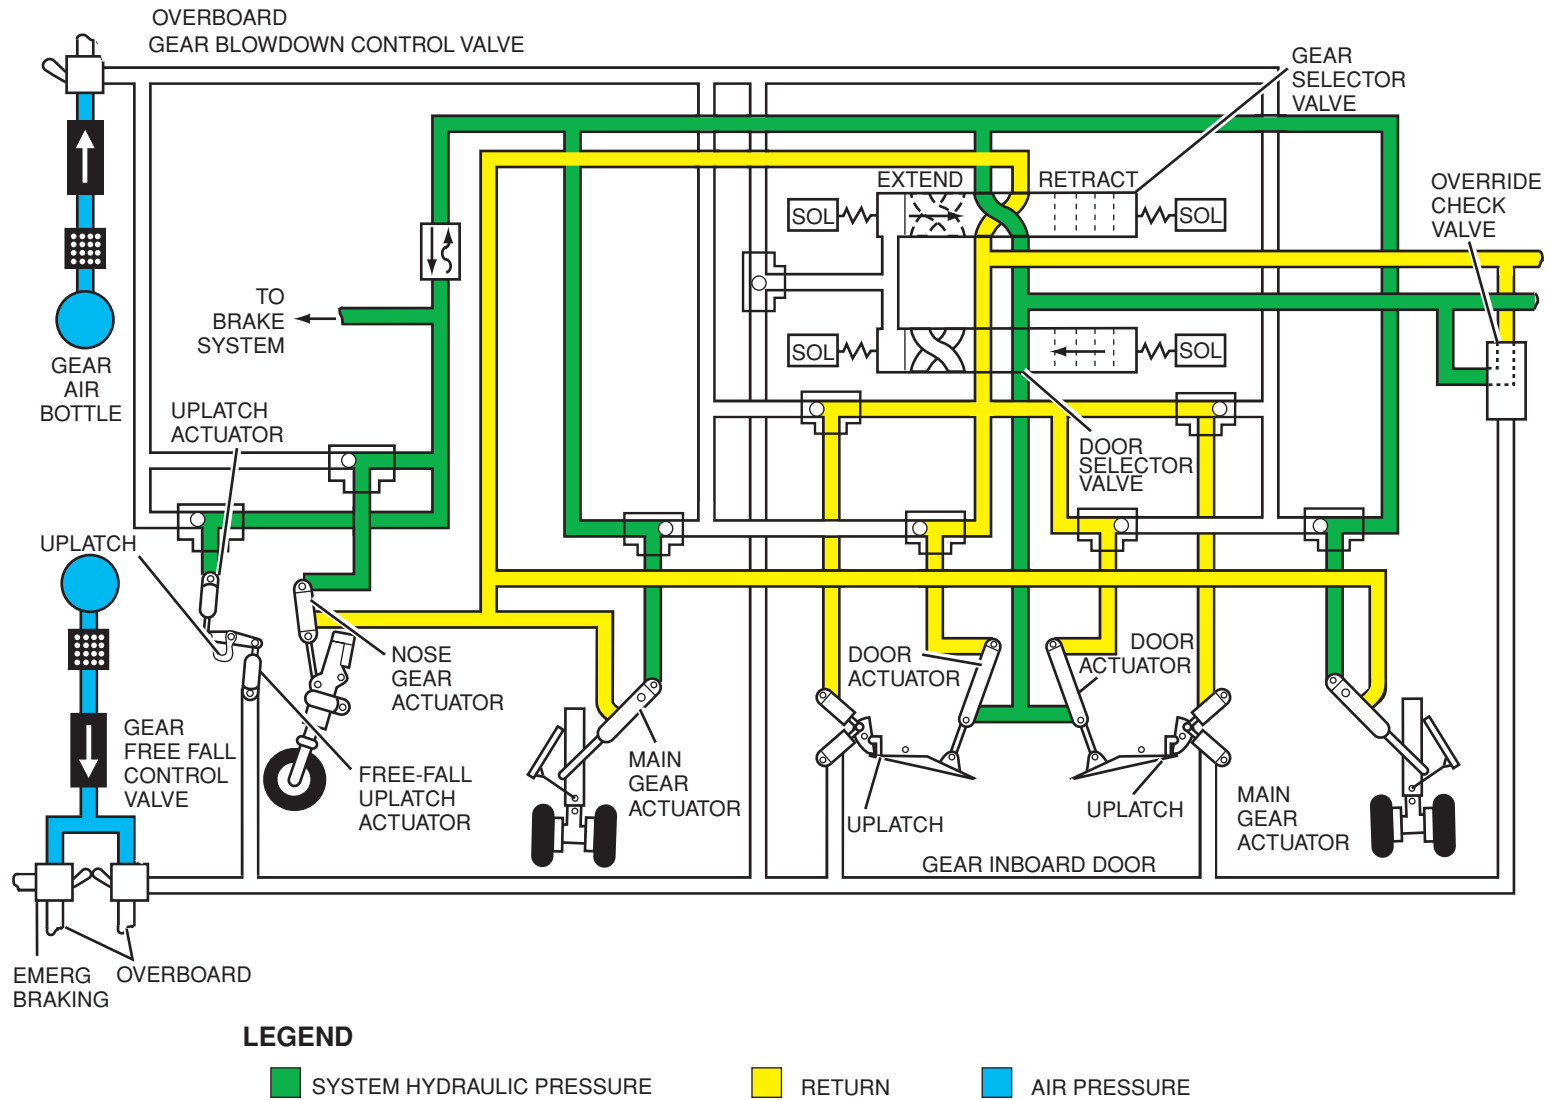 OVERBOARD
GEAR BLOWDOWN CONTROL VALVE
GEAR
SELECTOR
VALVE
EXTEND
RETRACT
SOL
SOL
OVERRIDE
CHECK
VALVE
TO
BRAKE
SYSTEM
SOL
SOL
GEAR
AIR
BOTTLE
UPLATCH
ACTUATOR
DOOR
SELECTOR
VALVE
UPLATCH
NOSE
GEAR
ACTUATOR
DOOR
ACTUATOR
DOOR
ACTUATOR
GEAR
FREE FALL
CONTROL
VALVE
FREE-FALL
UPLATCH
ACTUATOR
MAIN
GEAR
ACTUATOR
UPLATCH
UPLATCH
MAIN
GEAR
ACTUATOR
GEAR INBOARD DOOR
EMERG
BRAKING
OVERBOARD
LEGEND
SYSTEM HYDRAULIC PRESSURE
RETURN
AIR PRESSURE